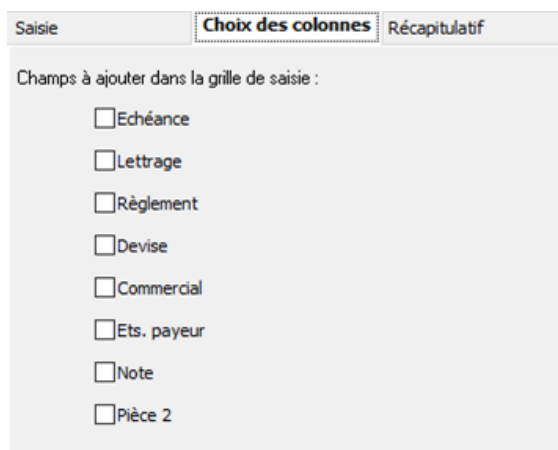 Saisie Choix des colonnes Récapitulatif
Champs à ajouter dans la grille de saisie :
Echéance
Lettrage
Règlement
Devise
Commercial
Ets. payeur
Note
Pièce 2